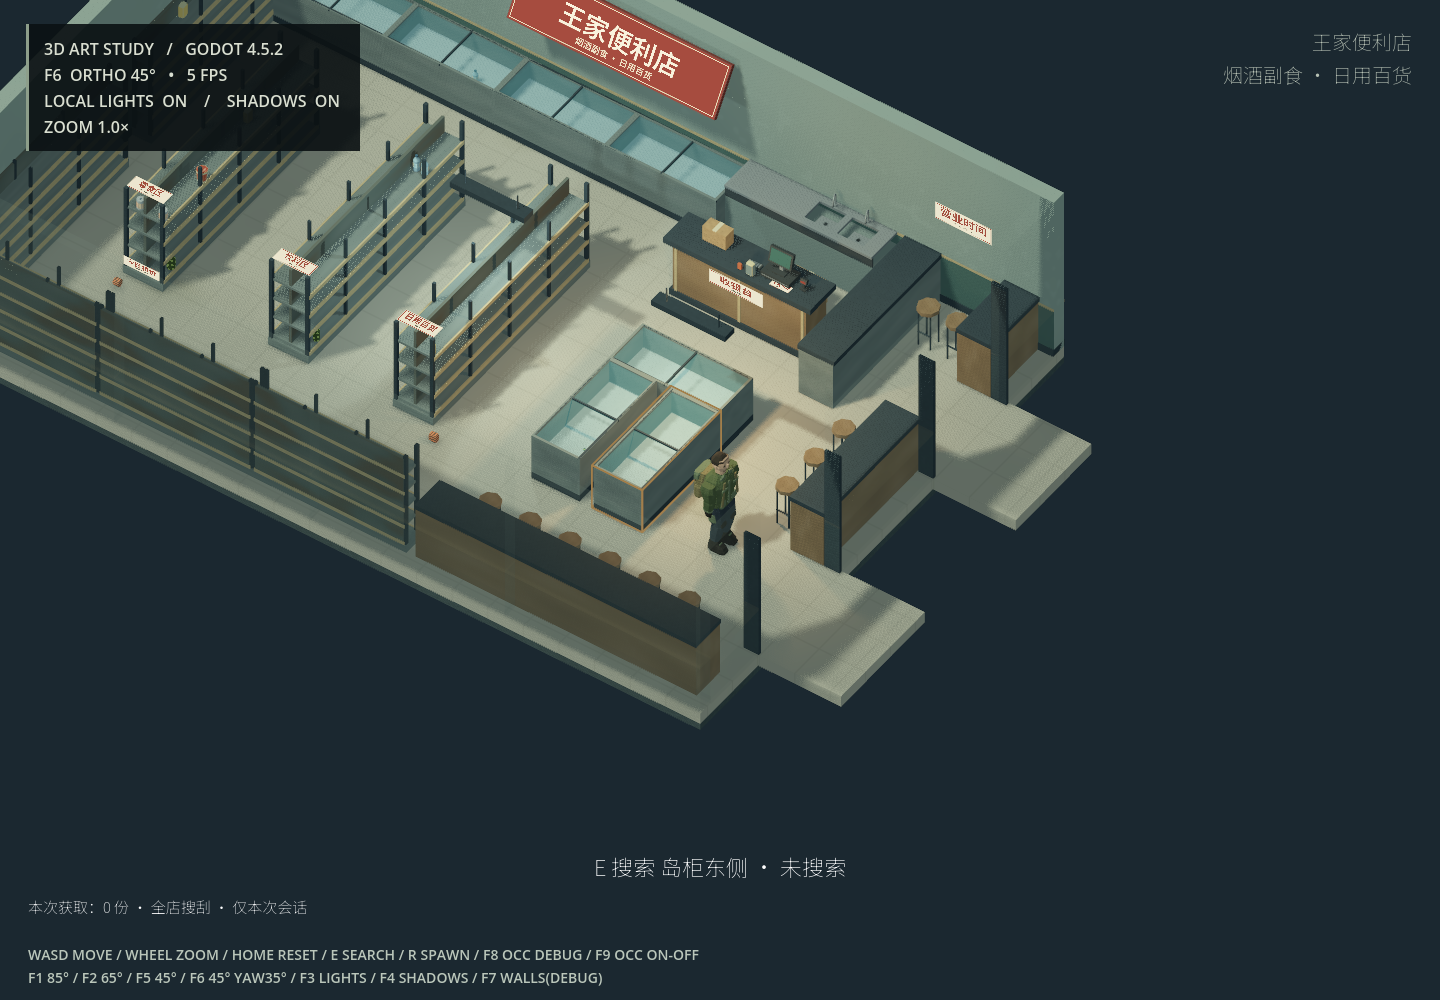 3D ART STUDY / GODOT 4.5.2
F6 ORTHO 45° • 5 FPS
LOCAL LIGHTS ON / SHADOWS ON
ZOOM 1.0×
王家便利店
烟酒副食 · 日用百货
王家便利店
烟酒副食 · 日用百货
营业时间
收银台
零食区
日用百货
E 搜索 岛柜东侧 · 未搜索
本次获取：0 份 · 全店搜刮 · 仅本次会话
WASD MOVE / WHEEL ZOOM / HOME RESET / E SEARCH / R SPAWN / F8 OCC DEBUG / F9 OCC ON-OFF
F1 85° / F2 65° / F5 45° / F6 45° YAW35° / F3 LIGHTS / F4 SHADOWS / F7 WALLS(DEBUG)